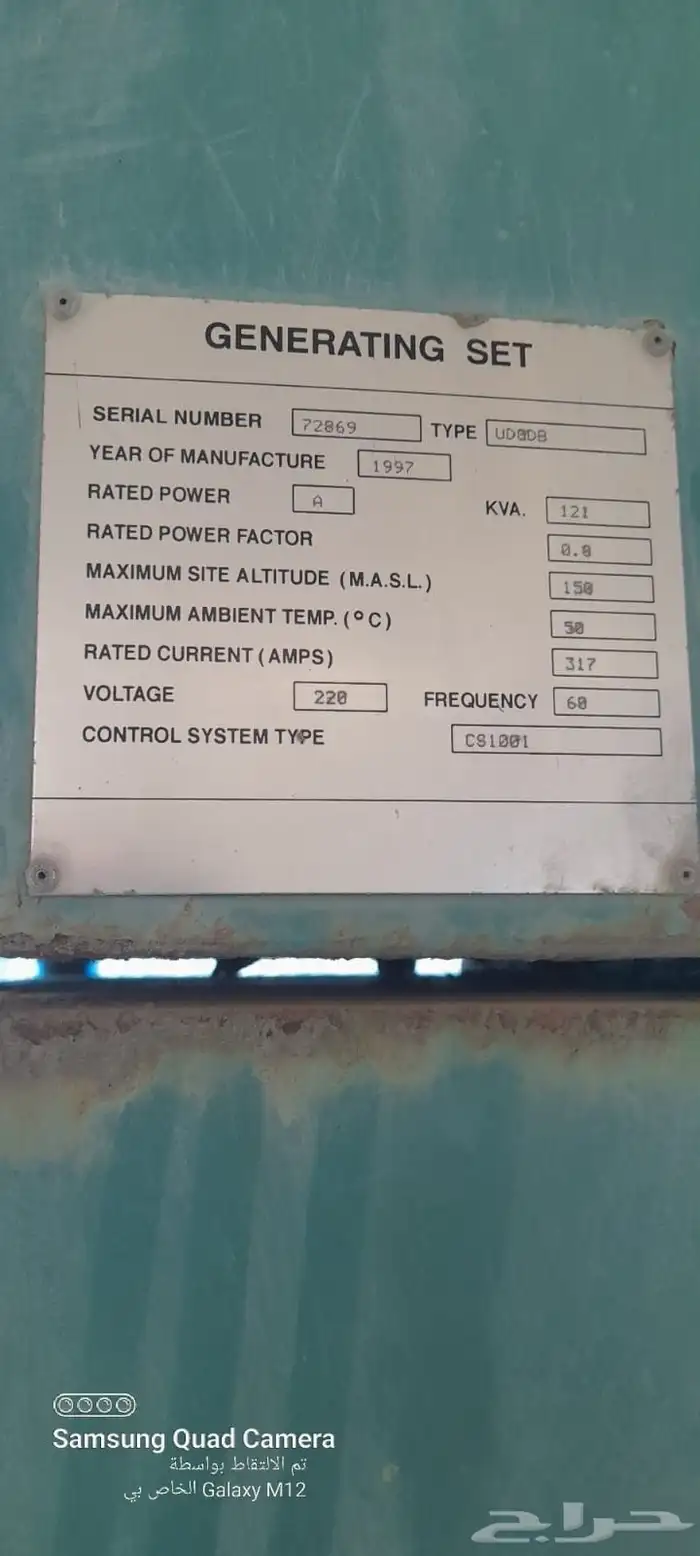 GENERATING SET
SERIAL NUMBER 72869 TYPE UD80B
YEAR OF MANUFACTURE 1997
RATED POWER A KVA. 121
RATED POWER FACTOR 0.8
MAXIMUM SITE ALTITUDE (M.A.S.L.) 150
MAXIMUM AMBIENT TEMP. (°C) 50
RATED CURRENT (AMPS) 317
VOLTAGE 220 FREQUENCY 60
CONTROL SYSTEM TYPE CS1001
Samsung Quad Camera
تم الالتقاط بواسطة
Galaxy M12 الخاص بي
حراج